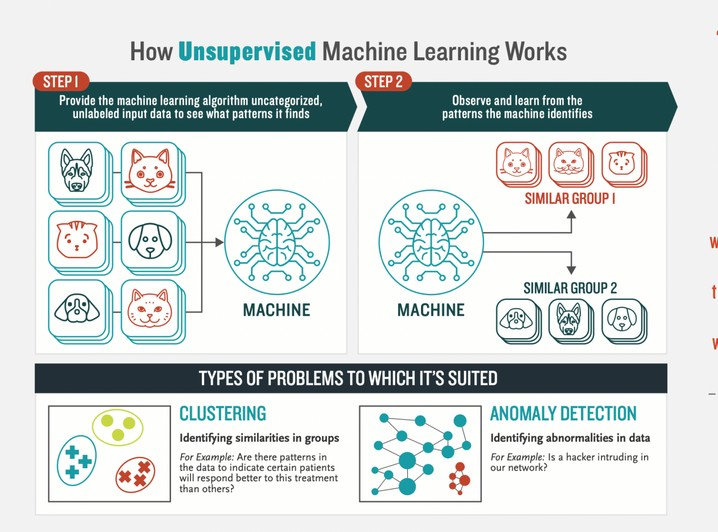 How Unsupervised Machine Learning Works
STEP 1
Provide the machine learning algorithm uncategorized,
unlabeled input data to see what patterns it finds
STEP 2
Observe and learn from the
patterns the machine identifies
MACHINE
MACHINE
SIMILAR GROUP 1
SIMILAR GROUP 2
TYPES OF PROBLEMS TO WHICH IT'S SUITED
CLUSTERING
Identifying similarities in groups
For Example: Are there patterns in
the data to indicate certain patients
will respond better to this treatment
than others?
ANOMALY DETECTION
Identifying abnormalities in data
For Example: Is a hacker intruding in
our network?